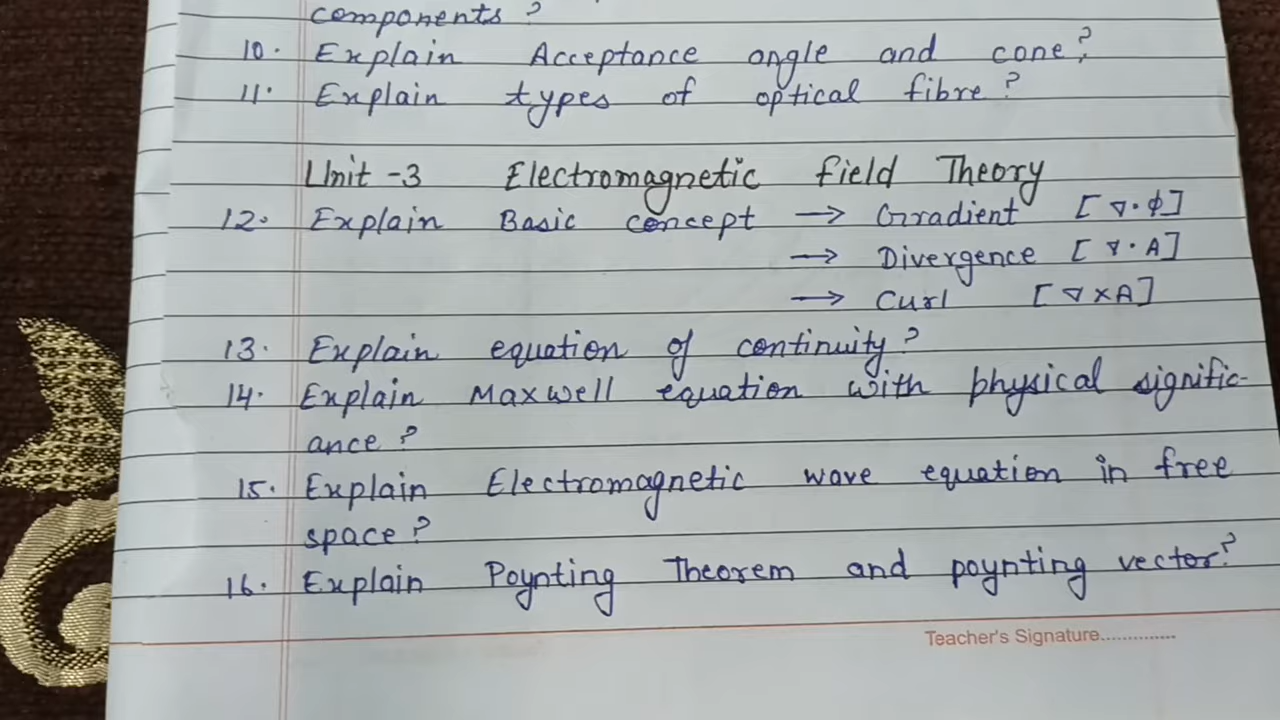 components ?
10. Explain Acceptance angle and cone?
11. Explain types of optical fibre?
Unit -3 Electromagnetic field Theory
12. Explain Basic concept → Gradient [∇·ϕ]
→ Divergence [∇·A]
→ Curl [∇×A]
13. Explain equation of continuity?
14. Explain Maxwell equation with physical signific-
ance ?
15. Explain Electromagnetic wave equation in free
space?
16. Explain Poynting Theorem and poynting vector?
Teacher's Signature..............